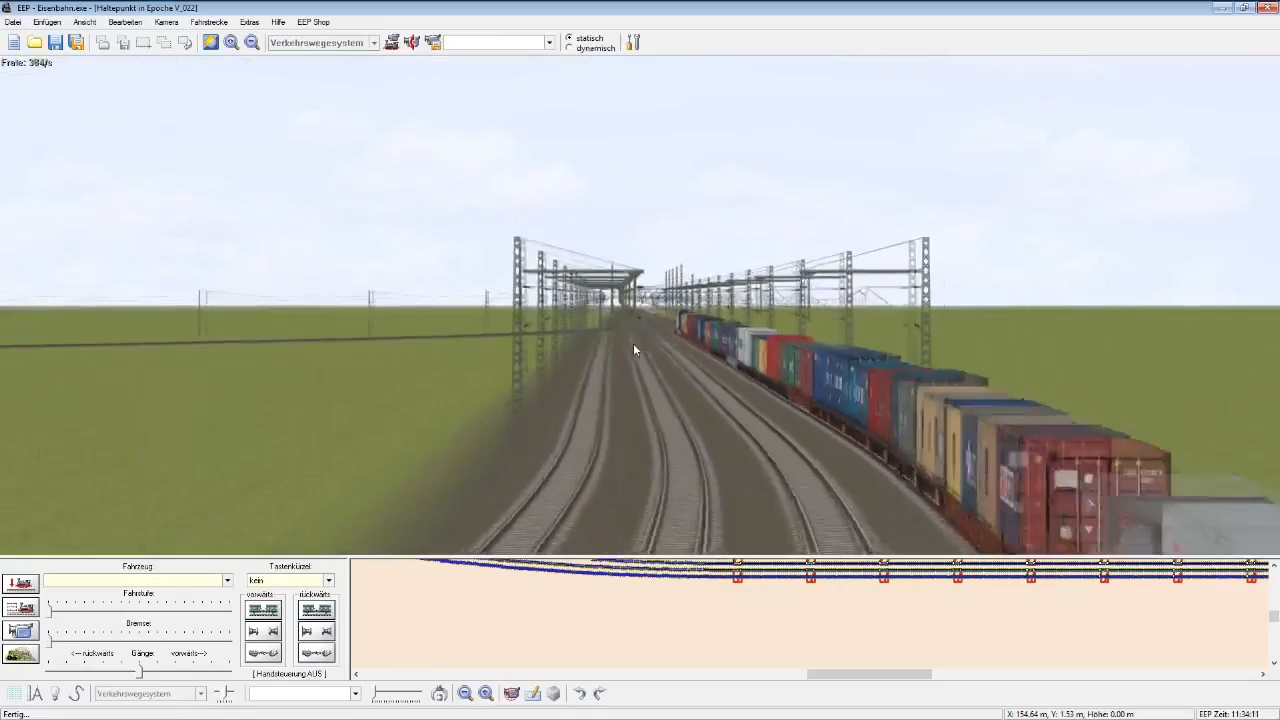 EEP - Eisenbahn.exe - [Haltepunkt in Epoche V_022]
Datei Einfügen Ansicht Bearbeiten Kamera Fahrstrecke Extras Hilfe EEP Shop
Verkehrswegesystem
statisch
dynamisch
Fahrzeug:
Tastenkürzel:
kein
Fahrstufe:
vorwärts
rückwärts
Bremse:
<--- rückwärts Gänge: vorwärts-->
[ Handsteuerung AUS ]
Verkehrswegesystem
Fertig...
X: 154.64 m, Y: 1.53 m, Höhe: 0.00 m
EEP Zeit: 11:34:11